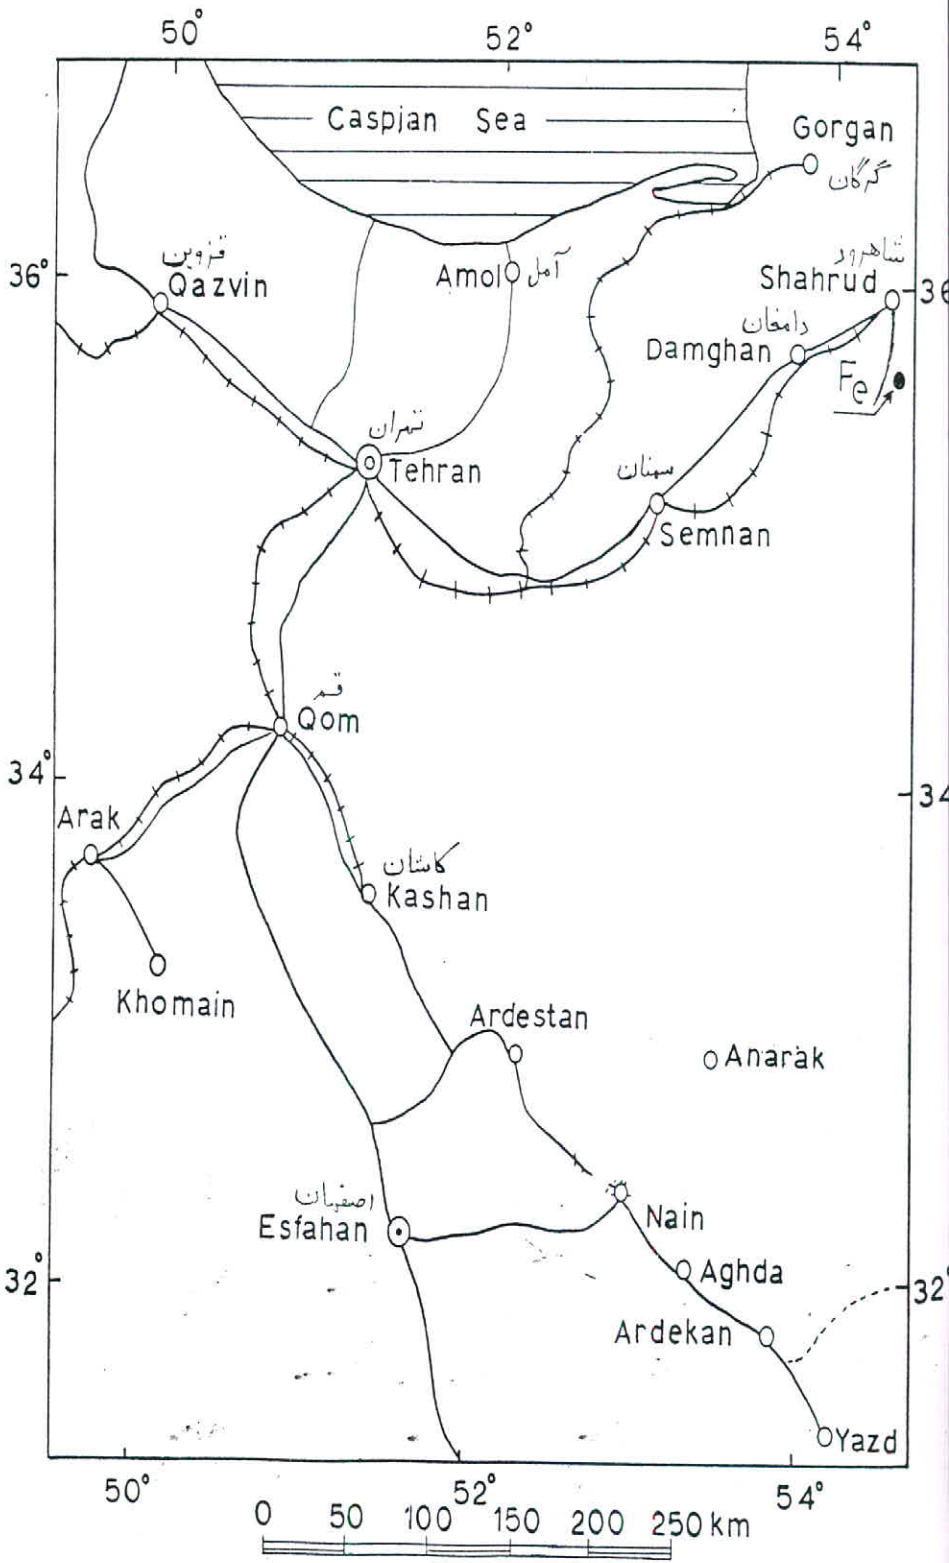 50° 52° 54°
Caspian Sea
Gorgan
گرگان
شاهرود
قزوین
36°
Qazvin
Amol آمل
Shahrud
36
دامغان
Damghan
Fe
تهران
Tehran
سمنان
Semnan
قم
Qom
34°
34
Arak
کاشان
Kashan
Khomain
Ardestan
Anarak
اصفهان
Esfahan
Nain
Aghda
32°
32°
Ardekan
Yazd
50° 52° 54°
0 50 100 150 200 250 km